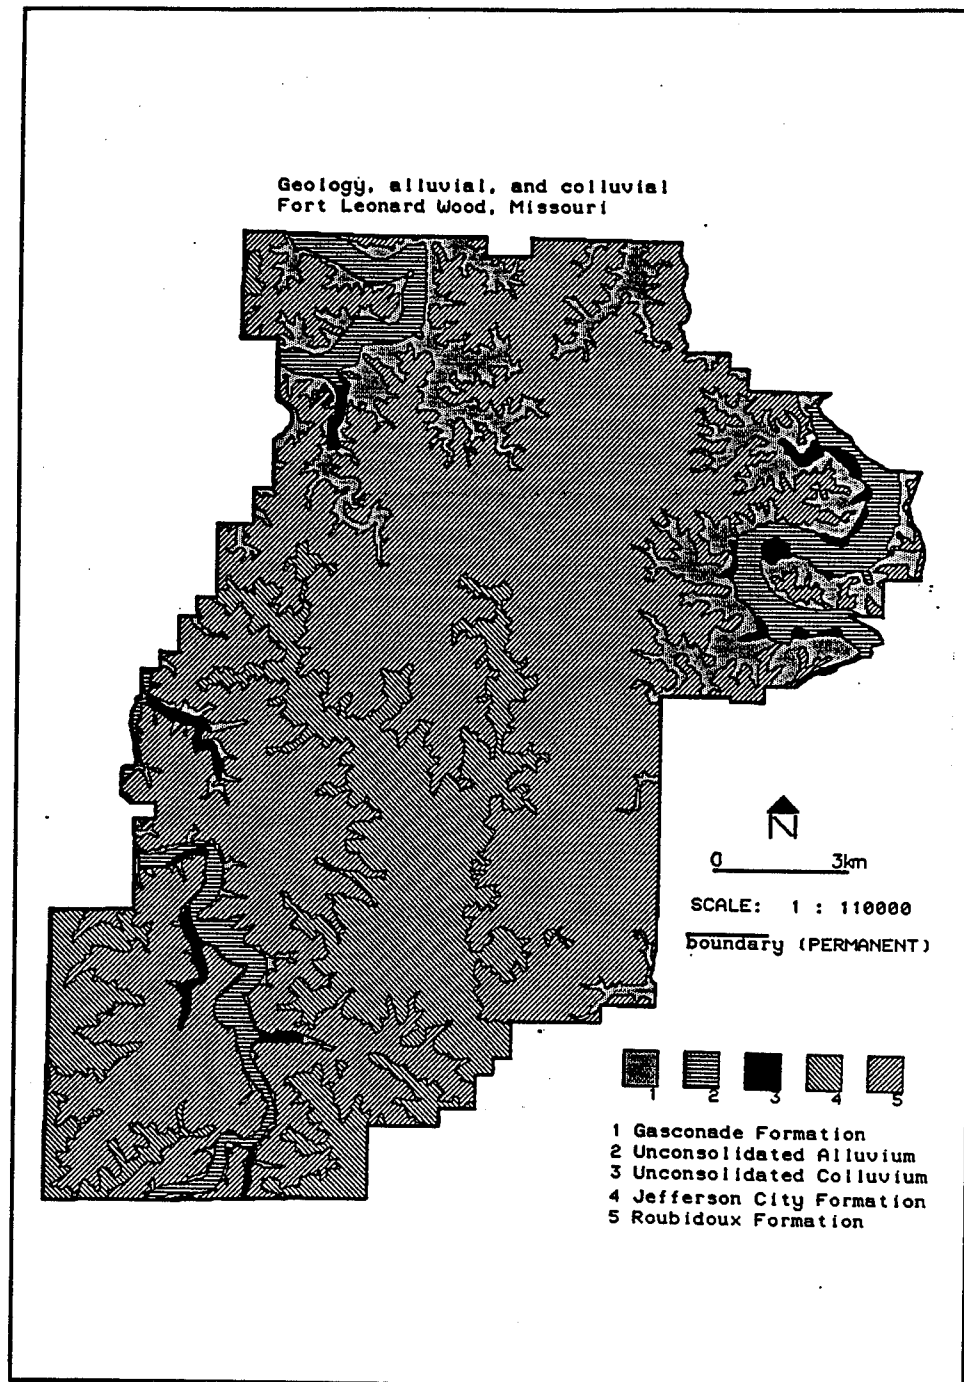 Geology, alluvial, and colluvial
Fort Leonard Wood, Missouri
N
0 3km
SCALE: 1 : 110000
boundary (PERMANENT)
1 2 3 4 5
1 Gasconade Formation
2 Unconsolidated Alluvium
3 Unconsolidated Colluvium
4 Jefferson City Formation
5 Roubidoux Formation